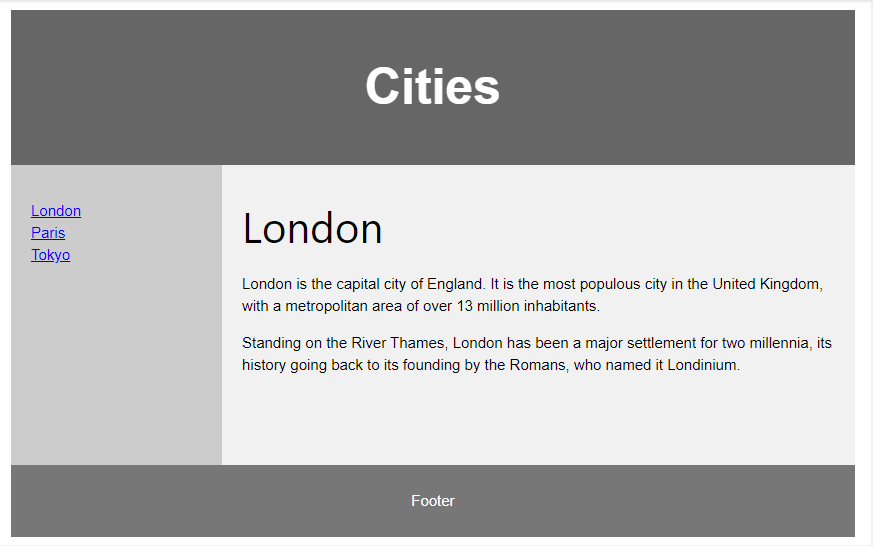 Cities
London
Paris
Tokyo
London
London is the capital city of England. It is the most populous city in the United Kingdom,
with a metropolitan area of over 13 million inhabitants.
Standing on the River Thames, London has been a major settlement for two millennia, its
history going back to its founding by the Romans, who named it Londinium.
Footer